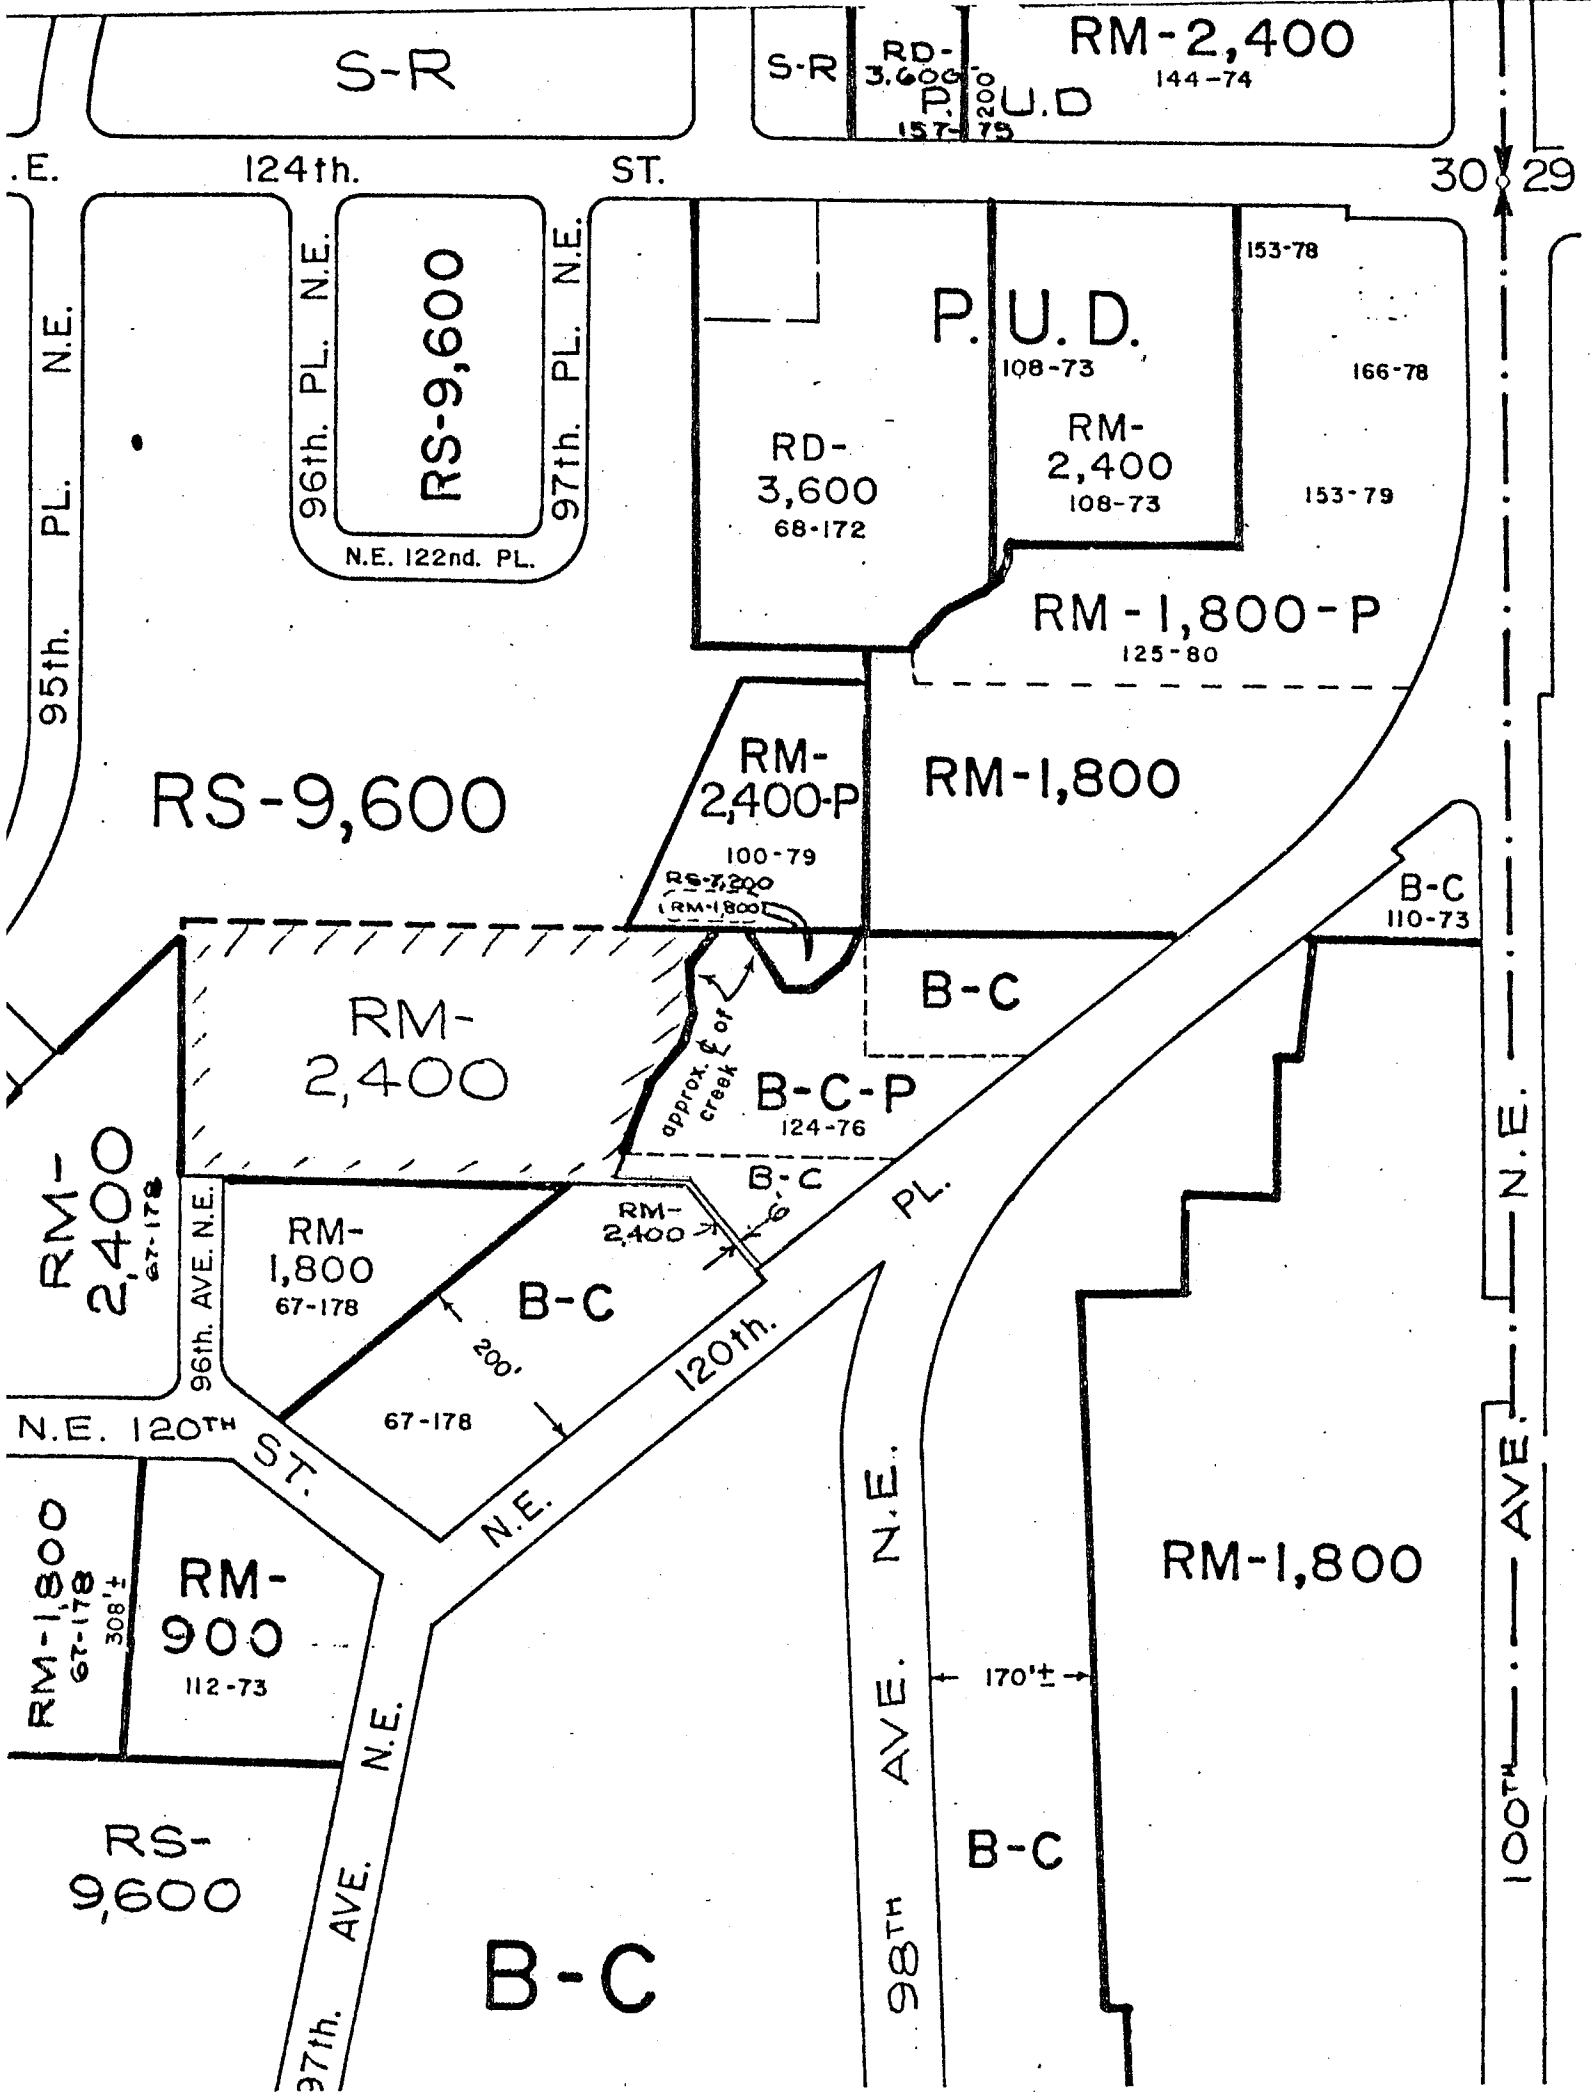 S-R
S-R
RD-
3,600
P.U.D
200
157-75
RM-2,400
144-74
.E. 124th. ST.
30 29
95th. PL. N.E.
96th. PL. N.E.
RS-9,600
97th. PL. N.E.
N.E. 122nd. PL.
P.U.D.
108-73
153-78
166-78
RD-
3,600
68-172
RM-
2,400
108-73
153-79
RM-1,800-P
125-80
RS-9,600
RM-
2,400-P
100-79
RS-7,200
(RM-1,800)
RM-1,800
B-C
110-73
RM-
2,400
approx. ℄ of
creek
B-C
B-C-P
124-76
B-C
RM-
2,400
67-178
96th. AVE. N.E.
RM-
1,800
67-178
RM-
2,400
6'
B-C
200'
67-178
N.E. 120th. PL.
N.E. 120TH ST.
RM-1,800
67-178
308'±
RM-
900
112-73
RS-
9,600
97th. AVE. N.E.
B-C
98TH AVE. N.E.
170'±
B-C
RM-1,800
100TH AVE. N.E.